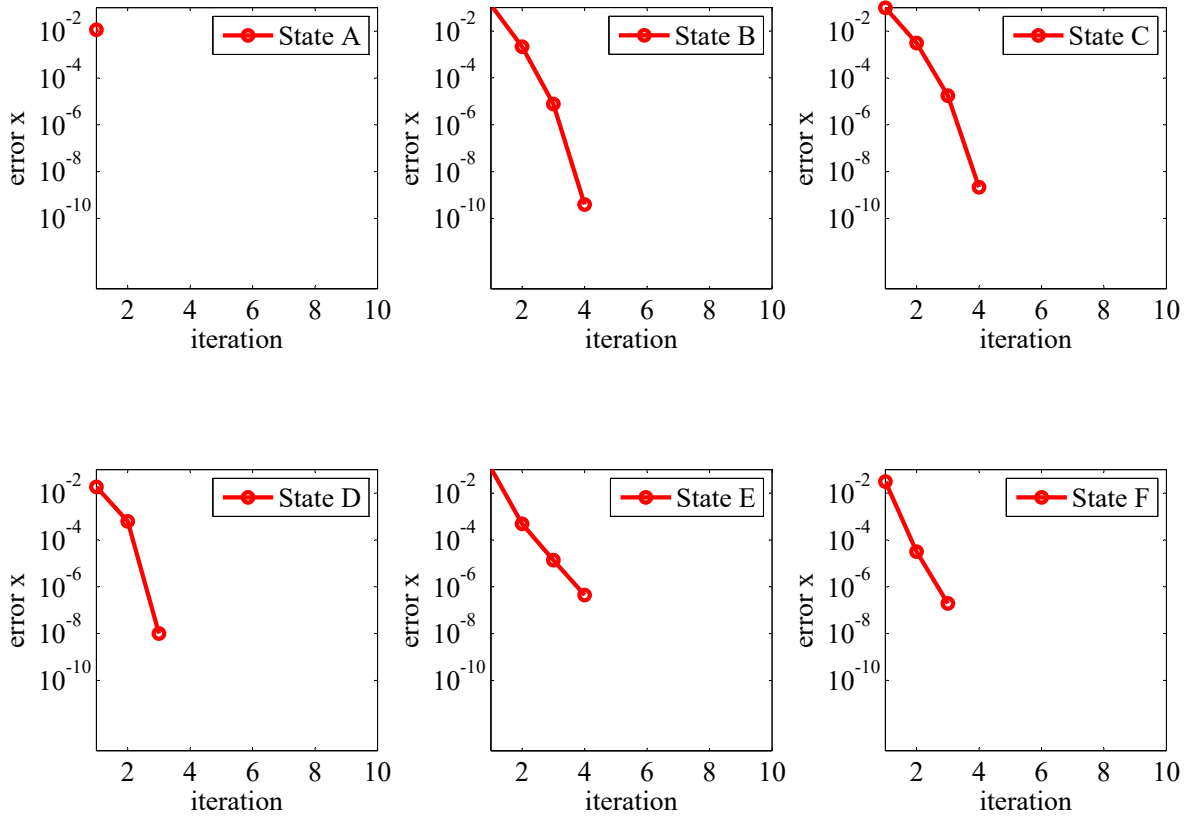 10^-2
10^-4
10^-6
10^-8
10^-10
error x
State A
2 4 6 8 10
iteration
10^-2
10^-4
10^-6
10^-8
10^-10
error x
State B
2 4 6 8 10
iteration
10^-2
10^-4
10^-6
10^-8
10^-10
error x
State C
2 4 6 8 10
iteration
10^-2
10^-4
10^-6
10^-8
10^-10
error x
State D
2 4 6 8 10
iteration
10^-2
10^-4
10^-6
10^-8
10^-10
error x
State E
2 4 6 8 10
iteration
10^-2
10^-4
10^-6
10^-8
10^-10
error x
State F
2 4 6 8 10
iteration